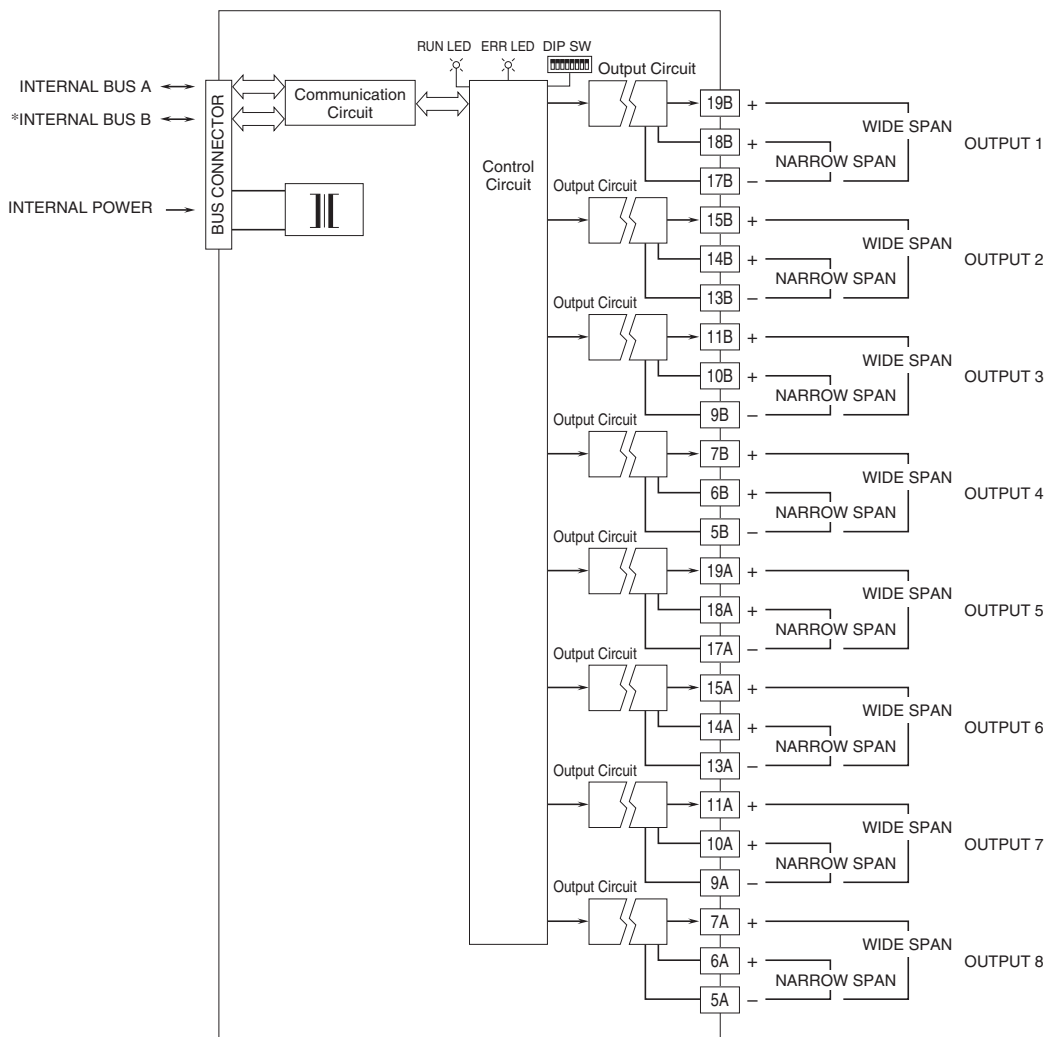 RUN LED ERR LED DIP SW
Output Circuit
INTERNAL BUS A
*INTERNAL BUS B
INTERNAL POWER
BUS CONNECTOR
Communication
Circuit
Control
Circuit
19B +
WIDE SPAN
18B +
NARROW SPAN
OUTPUT 1
17B –
Output Circuit
15B +
WIDE SPAN
14B +
NARROW SPAN
OUTPUT 2
13B –
Output Circuit
11B +
WIDE SPAN
10B +
NARROW SPAN
OUTPUT 3
9B –
Output Circuit
7B +
WIDE SPAN
6B +
NARROW SPAN
OUTPUT 4
5B –
Output Circuit
19A +
WIDE SPAN
18A +
NARROW SPAN
OUTPUT 5
17A –
Output Circuit
15A +
WIDE SPAN
14A +
NARROW SPAN
OUTPUT 6
13A –
Output Circuit
11A +
WIDE SPAN
10A +
NARROW SPAN
OUTPUT 7
9A –
Output Circuit
7A +
WIDE SPAN
6A +
NARROW SPAN
OUTPUT 8
5A –